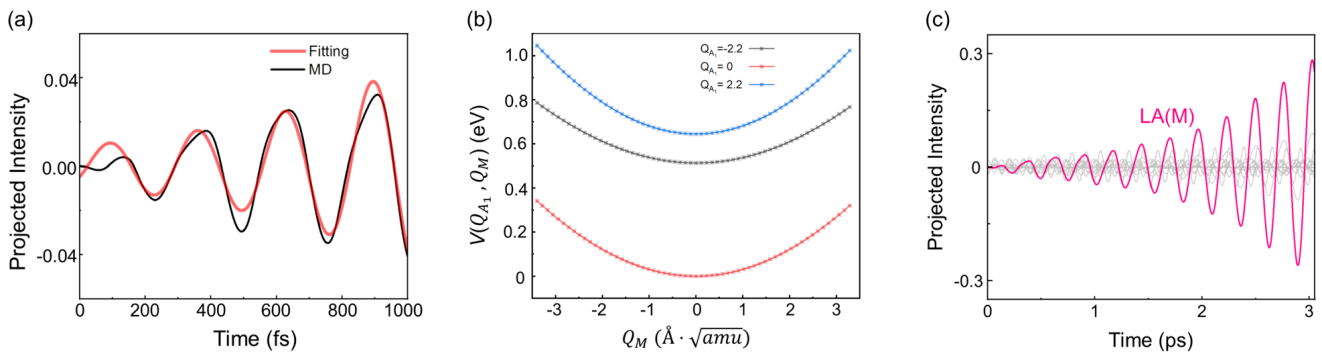 (a)
Projected Intensity
0.04
0.00
-0.04
Fitting
MD
0 200 400 600 800 1000
Time (fs)
(b)
V(Q_{A_1}, Q_M) (eV)
1.0
0.8
0.6
0.4
0.2
0
Q_{A_1}=-2.2
Q_{A_1}= 0
Q_{A_1}= 2.2
-3 -2 -1 0 1 2 3
Q_M (Å · √amu)
(c)
Projected Intensity
0.3
0
-0.3
LA(M)
0 1 2 3
Time (ps)